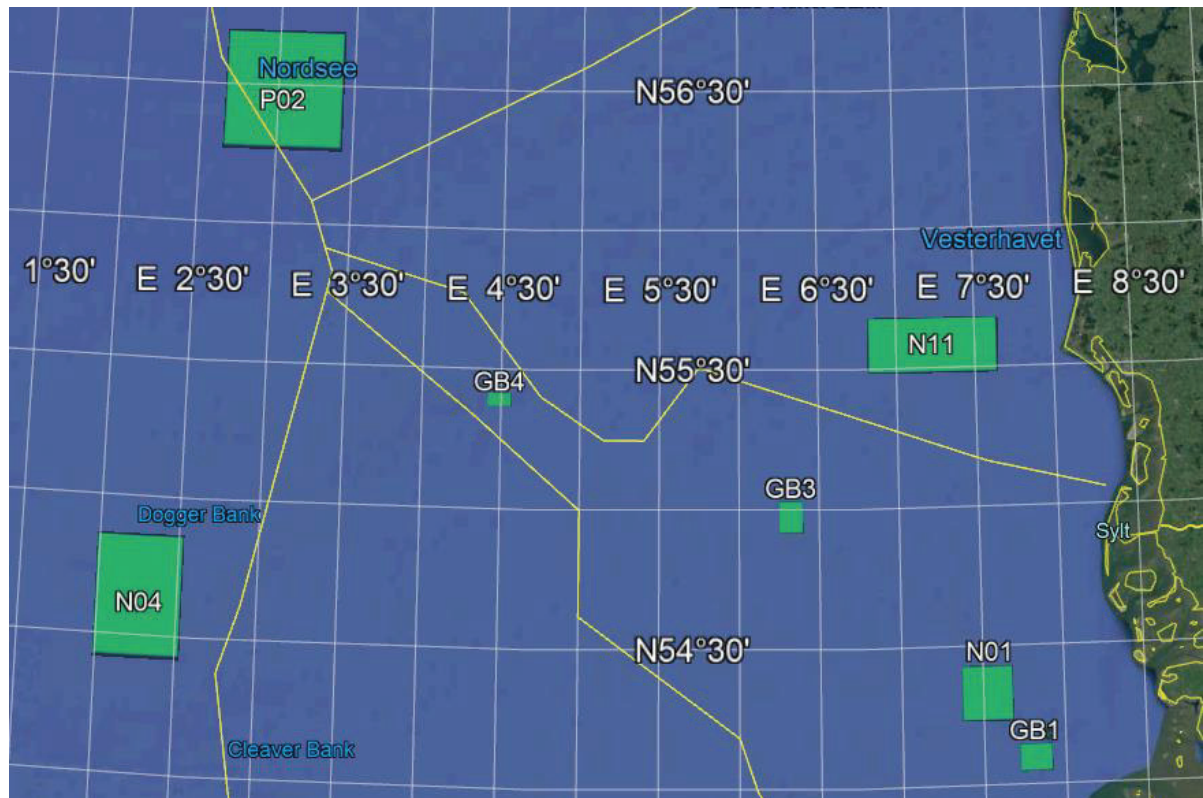 Nordsee
P02
N56°30'
Vesterhavet
1°30'
E 2°30'
E 3°30'
E 4°30'
E 5°30'
E 6°30'
E 7°30'
E 8°30'
N11
GB4
N55°30'
GB3
Dogger Bank
Sylt
N04
N54°30'
N01
GB1
Cleaver Bank